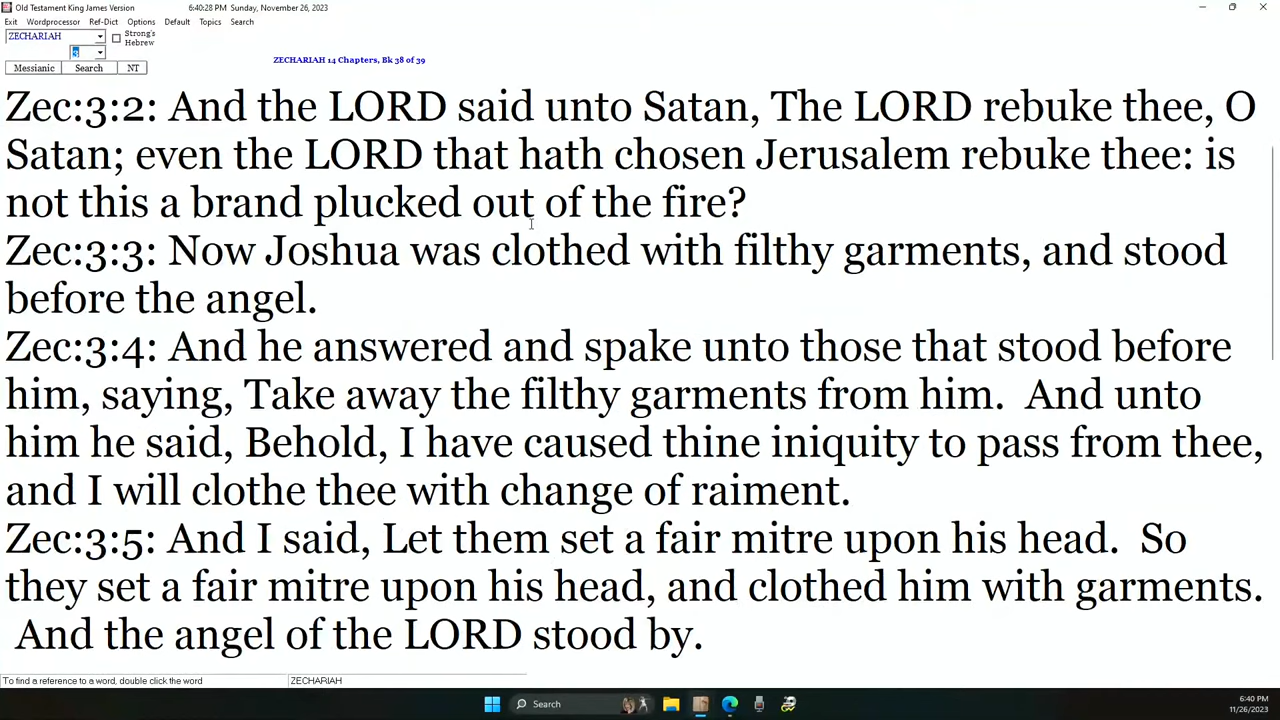 Old Testament King James Version 6:40:28 PM Sunday, November 26, 2023
Exit Wordprocessor Ref-Dict Options Default Topics Search
ZECHARIAH
Strong's
Hebrew
3
ZECHARIAH 14 Chapters, Bk 38 of 39
Messianic Search NT
Zec:3:2: And the LORD said unto Satan, The LORD rebuke thee, O
Satan; even the LORD that hath chosen Jerusalem rebuke thee: is
not this a brand plucked out of the fire?
Zec:3:3: Now Joshua was clothed with filthy garments, and stood
before the angel.
Zec:3:4: And he answered and spake unto those that stood before
him, saying, Take away the filthy garments from him.  And unto
him he said, Behold, I have caused thine iniquity to pass from thee,
and I will clothe thee with change of raiment.
Zec:3:5: And I said, Let them set a fair mitre upon his head.  So
they set a fair mitre upon his head, and clothed him with garments.
And the angel of the LORD stood by.
To find a reference to a word, double click the word ZECHARIAH
Search
6:40 PM
11/26/2023